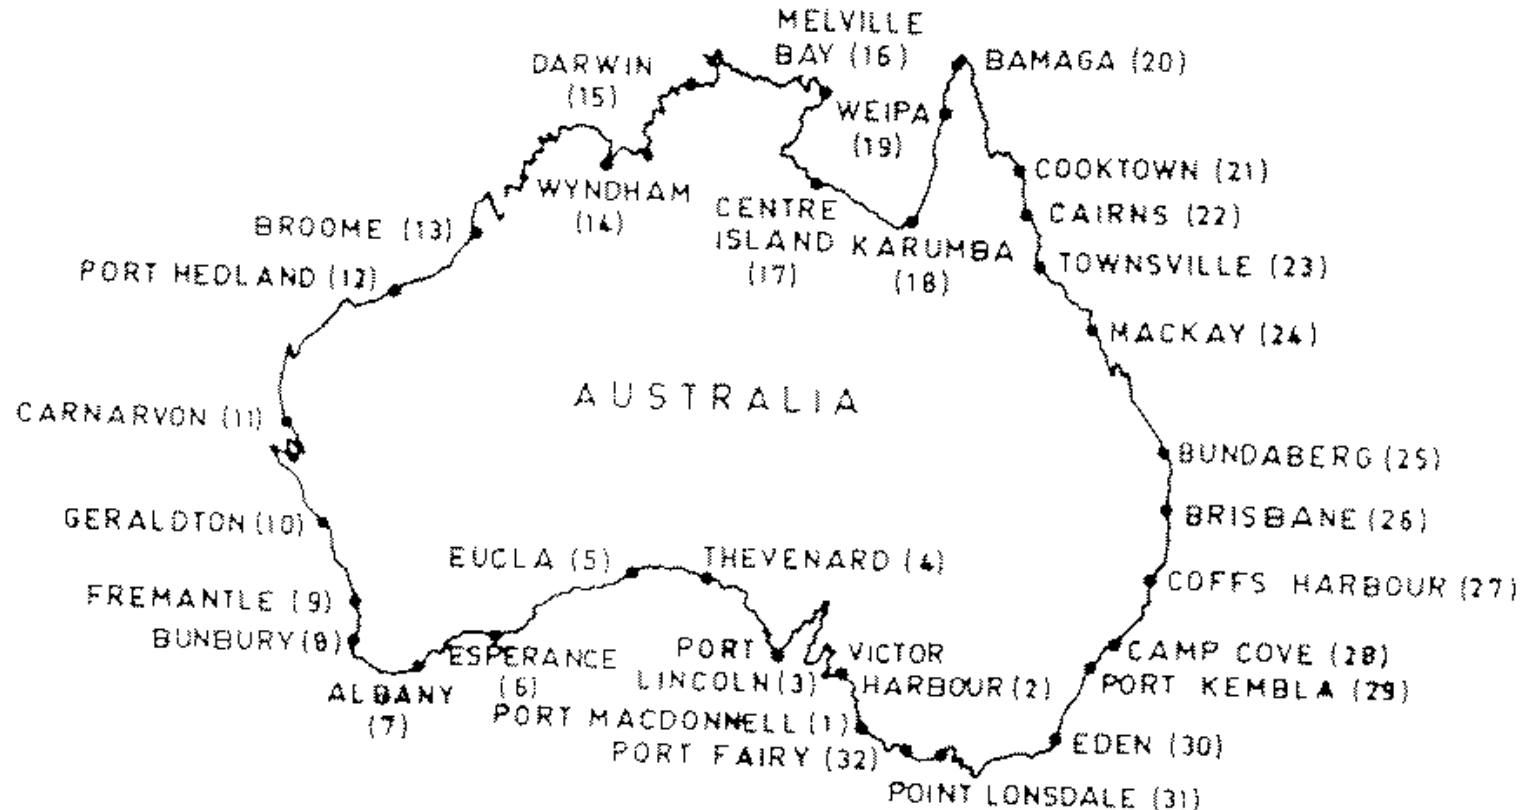 MELVILLE
BAY (16)
DARWIN
(15)
BAMAGA (20)
WEIPA
(19)
WYNDHAM
(14)
COOKTOWN (21)
CENTRE
ISLAND
(17)
CAIRNS (22)
BROOME (13)
KARUMBA
(18)
PORT HEDLAND (12)
TOWNSVILLE (23)
MACKAY (24)
AUSTRALIA
CARNARVON (11)
BUNDABERG (25)
GERALDTON (10)
BRISBANE (26)
EUCLA (5)
THEVENARD (4)
COFFS HARBOUR (27)
FREMANTLE (9)
BUNBURY (8)
ESPERANCE
(6)
PORT
LINCOLN (3)
VICTOR
HARBOUR (2)
CAMP COVE (28)
PORT KEMBLA (29)
ALBANY
(7)
PORT MACDONNELL (1)
PORT FAIRY (32)
EDEN (30)
POINT LONSDALE (31)